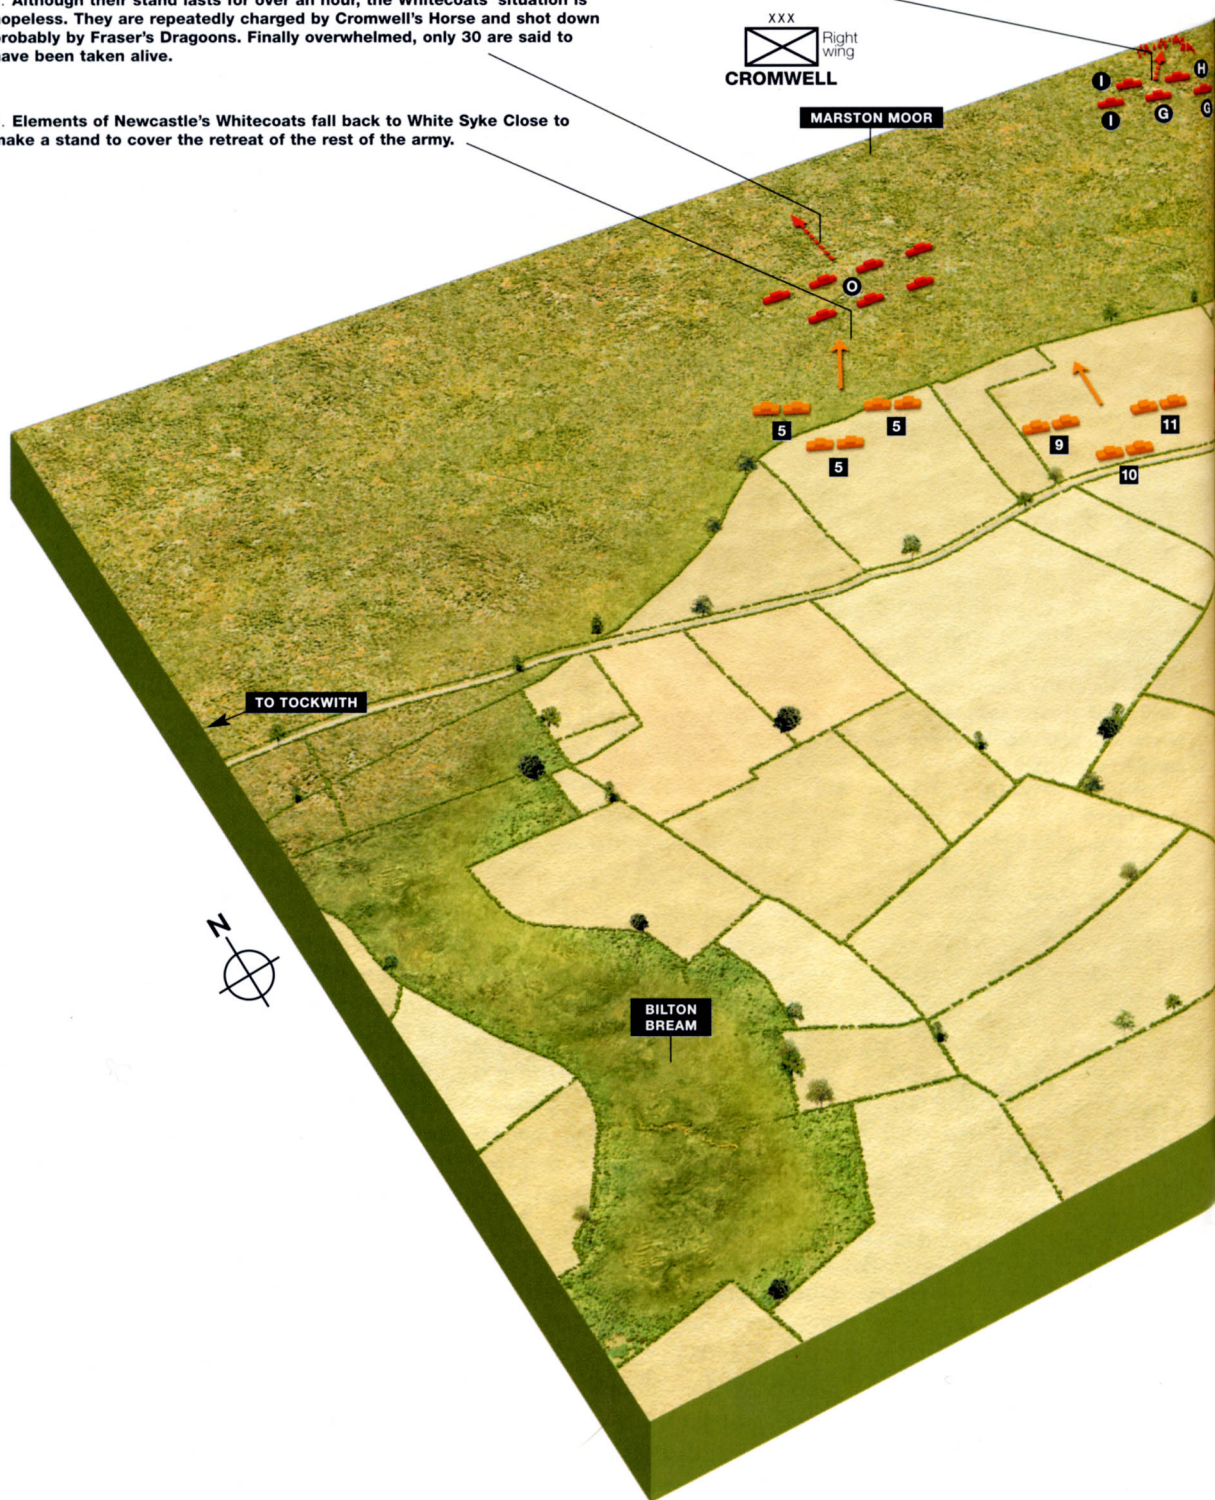 . Although their stand lasts for over an hour, the Whitecoats' situation is
hopeless. They are repeatedly charged by Cromwell's Horse and shot down
probably by Fraser's Dragoons. Finally overwhelmed, only 30 are said to
have been taken alive.
. Elements of Newcastle's Whitecoats fall back to White Syke Close to
make a stand to cover the retreat of the rest of the army.
XXX
Right
wing
CROMWELL
MARSTON MOOR
I
H
I
G
G
O
5
5
5
9
11
10
TO TOCKWITH
N
BILTON
BREAM